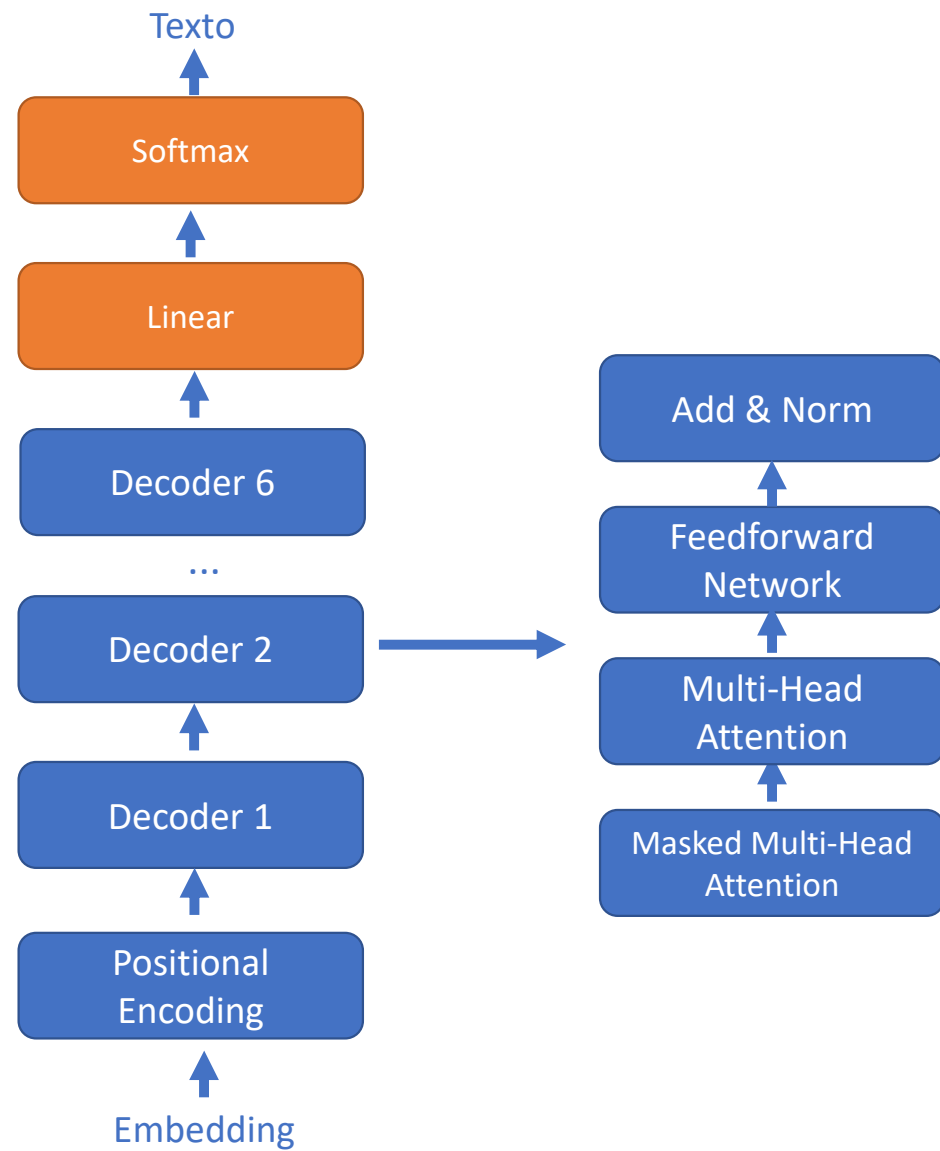 Texto
Softmax
Linear
Decoder 6
...
Decoder 2
Decoder 1
Positional
Encoding
Embedding
Add & Norm
Feedforward
Network
Multi-Head
Attention
Masked Multi-Head
Attention